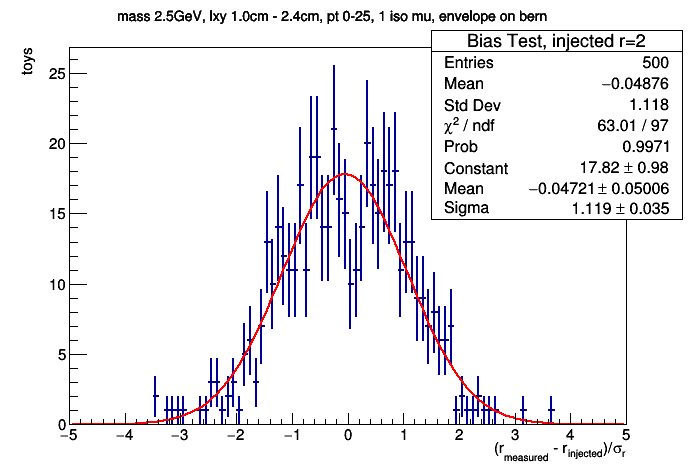 mass 2.5GeV, lxy 1.0cm - 2.4cm, pt 0-25, 1 iso mu, envelope on bern
Bias Test, injected r=2
Entries 500
Mean −0.04876
Std Dev 1.118
χ² / ndf 63.01 / 97
Prob 0.9971
Constant 17.82 ± 0.98
Mean −0.04721 ± 0.05006
Sigma 1.119 ± 0.035
toys
25
20
15
10
5
0
−5 −4 −3 −2 −1 0 1 2 3 4 5
(r_measured - r_injected)/σ_r